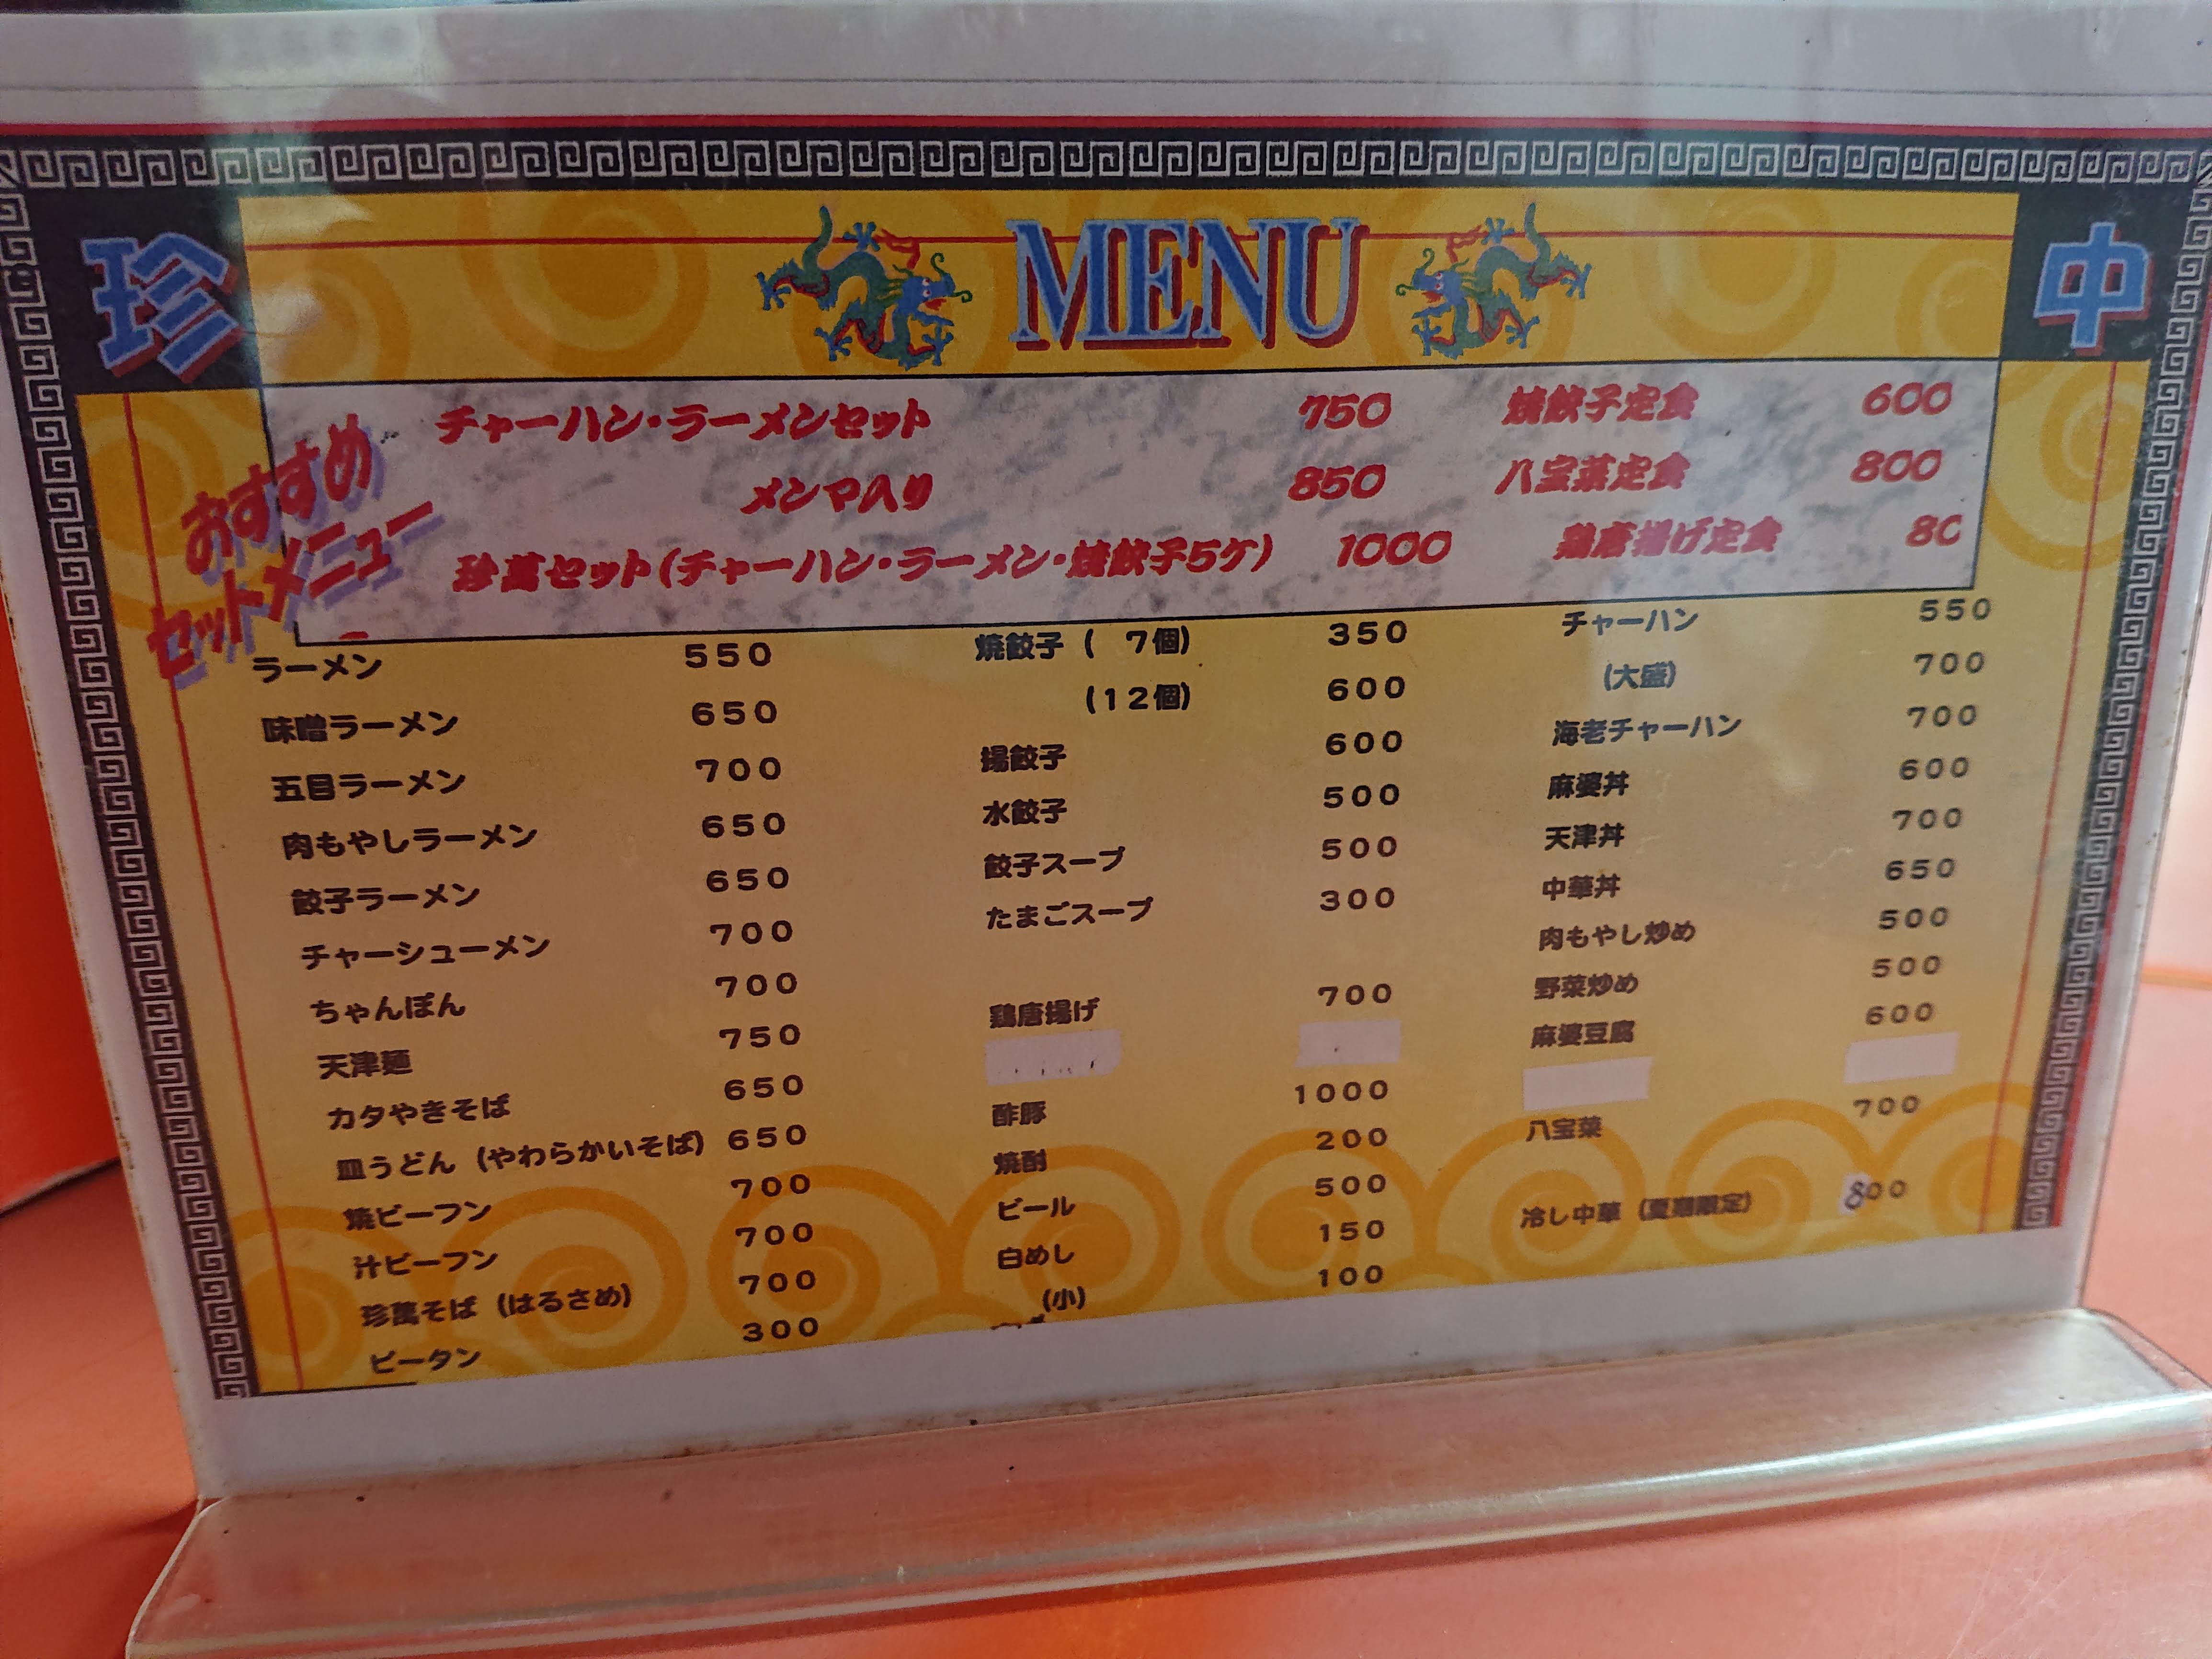 珍
MENU
中
おすすめ
セットメニュー
チャーハン・ラーメンセット 750
メンマ入り 850
珍萬セット(チャーハン・ラーメン・焼餃子5ケ) 1000
焼餃子定食 600
八宝菜定食 800
鶏唐揚げ定食 80
ラーメン 550
味噌ラーメン 650
五目ラーメン 700
肉もやしラーメン 650
餃子ラーメン 650
チャーシューメン 700
ちゃんぽん 700
天津麺 750
カタやきそば 650
皿うどん (やわらかいそば) 650
焼ビーフン 700
汁ビーフン 700
珍萬そば (はるさめ) 700
ピータン 300
焼餃子 ( 7個) 350
(12個) 600
揚餃子 600
水餃子 500
餃子スープ 500
たまごスープ 300
鶏唐揚げ 700
酢豚 1000
焼酎 200
ビール 500
白めし 150
(小) 100
チャーハン 550
(大盛) 700
海老チャーハン 700
麻婆丼 600
天津丼 700
中華丼 650
肉もやし炒め 500
野菜炒め 500
麻婆豆腐 600
八宝菜 700
冷し中華 (夏期限定) 800